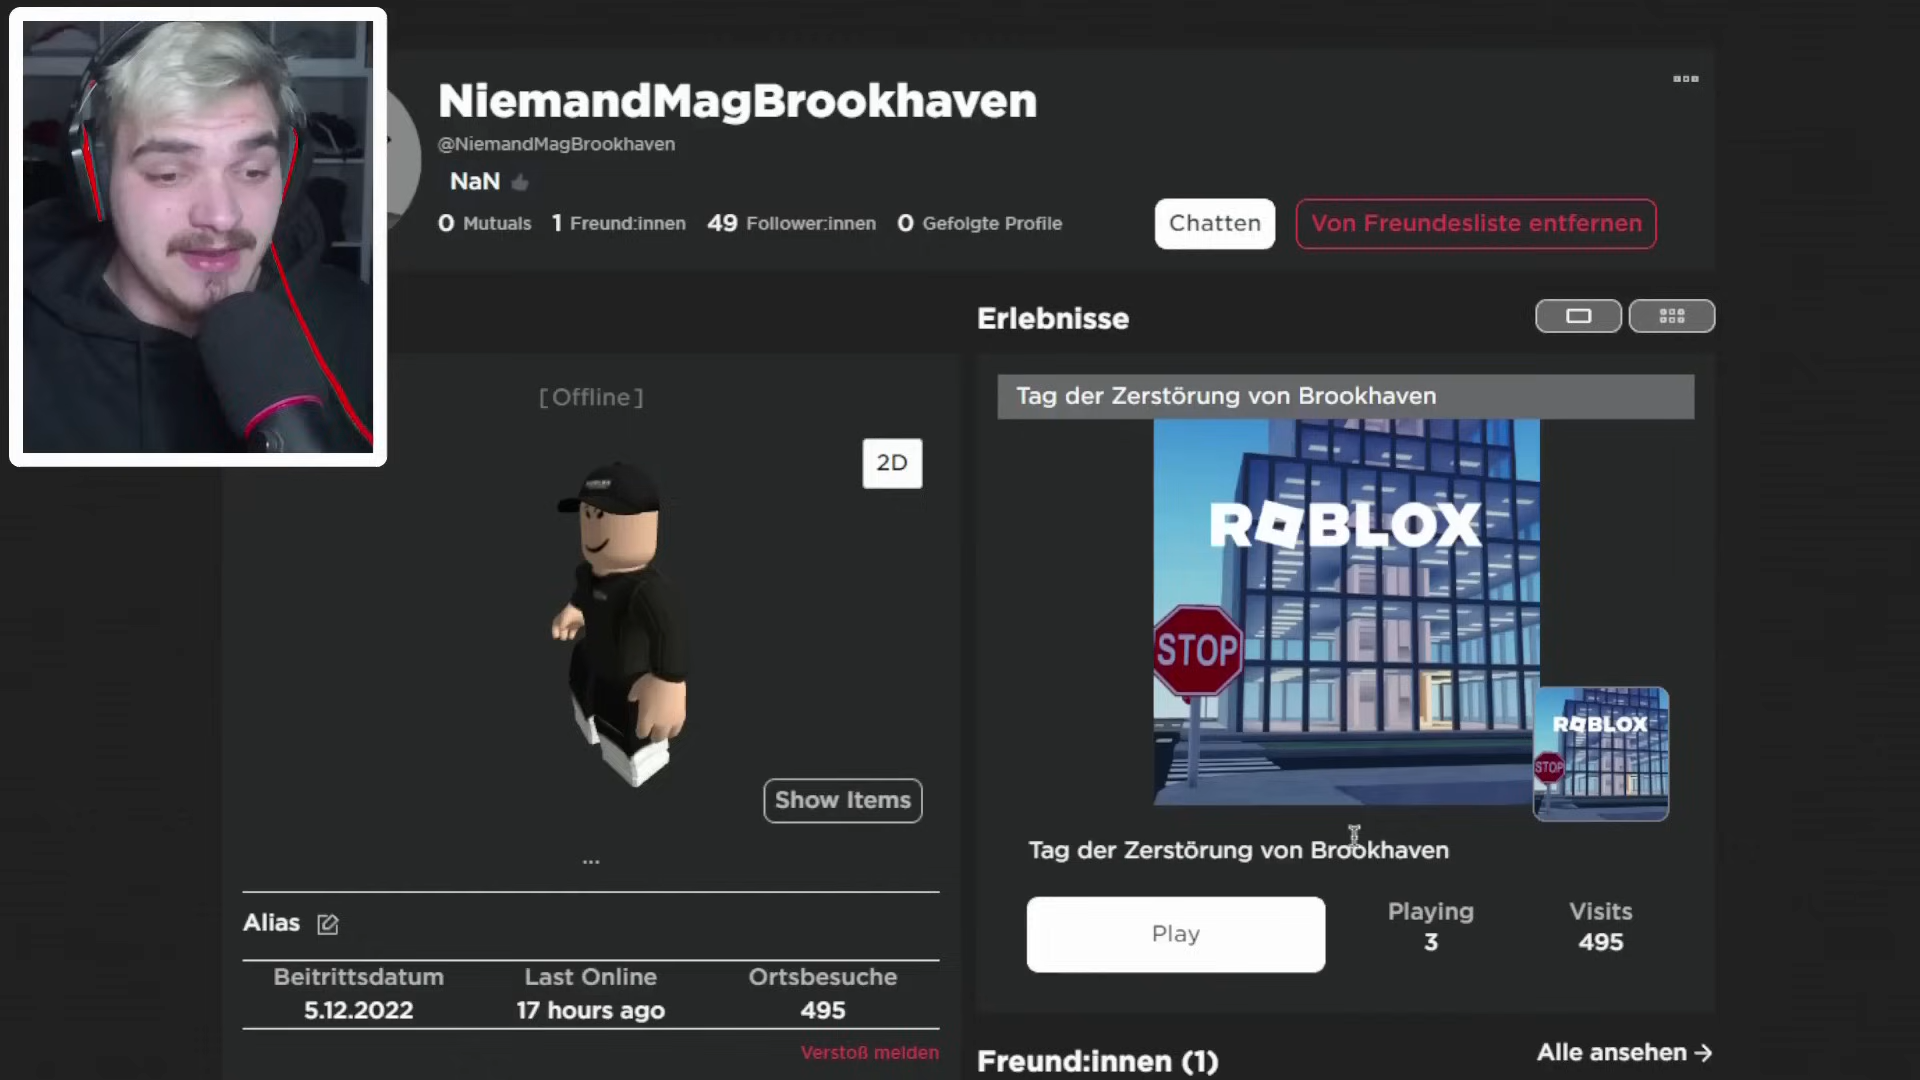 NiemandMagBrookhaven
@NiemandMagBrookhaven
NaN
0 Mutuals 1 Freund:innen 49 Follower:innen 0 Gefolgte Profile
Chatten
Von Freundesliste entfernen
Erlebnisse
[Offline]
2D
Show Items
...
Alias
Beitrittsdatum Last Online Ortsbesuche
5.12.2022 17 hours ago 495
Verstoß melden
Tag der Zerstörung von Brookhaven
ROBLOX
STOP
ROBLOX
STOP
Tag der Zerstörung von Brookhaven
Play
Playing Visits
3 495
Freund:innen (1)
Alle ansehen